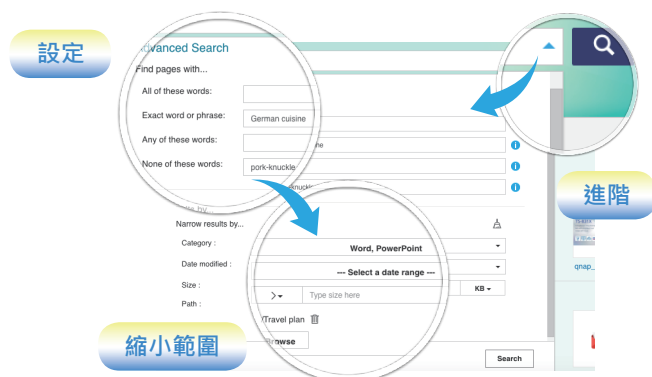 設定
Advanced Search
Find pages with...
All of these words:
Exact word or phrase:
German cuisine
Any of these words:
None of these words:
pork-knuckle
進階
qnap_
Narrow results by...
Category :
Word, PowerPoint
Date modified :
--- Select a date range ---
Size :
>
Type size here
KB
Path :
/Travel plan
Browse
縮小範圍
Search